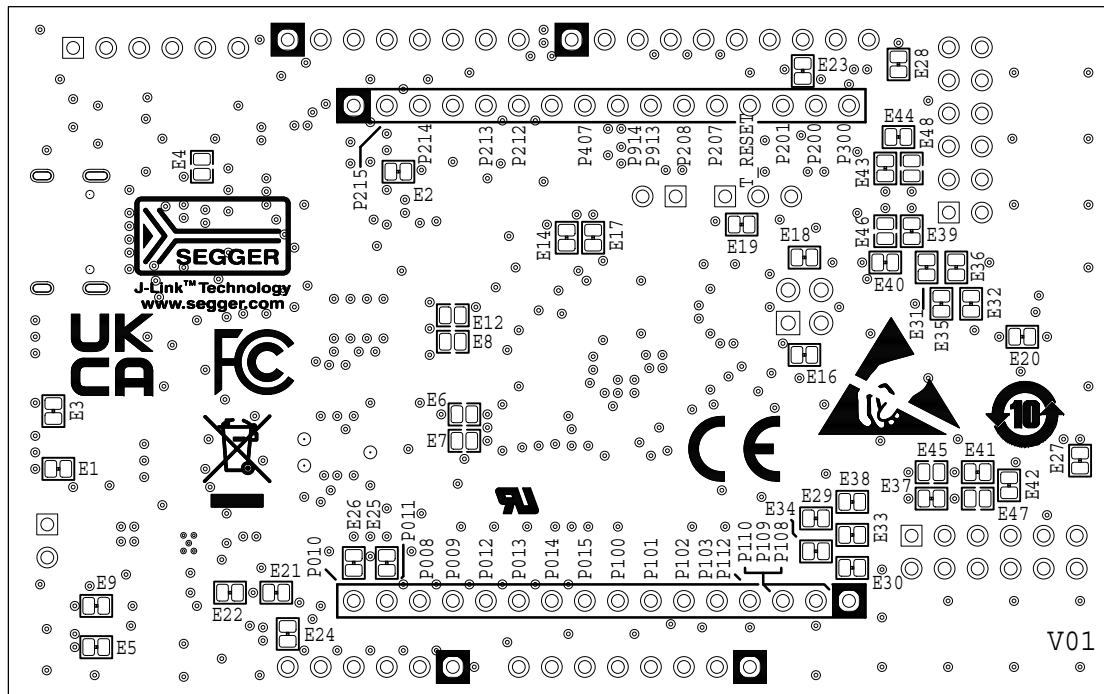 E23
E28
E44
E48
E43
P215
P214
P213
P212
P407
P914
P913
P208
P207
T RESET
P201
P200
P300
E4
E2
E14
E17
E19
E18
E46
E39
E40
E36
E31
E35
E32
SEGGER
J-Link™ Technology
www.segger.com
UK
CA
FC
E12
E8
E16
E20
E3
E6
E7
10
E1
CE
E45
E41
E27
E37
E42
E47
E38
E29
E34
E33
E30
E26
E25
P010
P011
P008
P009
P012
P013
P014
P015
P100
P101
P102
P103
P112
P110
P109
P108
E9
E21
E22
E24
E5
V01